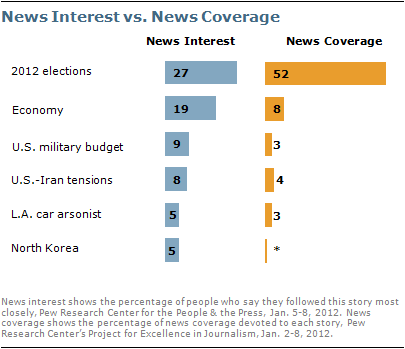 News Interest vs. News Coverage
News Interest News Coverage
2012 elections 27 52
Economy 19 8
U.S. military budget 9 3
U.S.-Iran tensions 8 4
L.A. car arsonist 5 3
North Korea 5 *
News interest shows the percentage of people who say they followed this story most
closely, Pew Research Center for the People & the Press, Jan. 5-8, 2012. News
coverage shows the percentage of news coverage devoted to each story, Pew
Research Center's Project for Excellence in Journalism, Jan. 2-8, 2012.